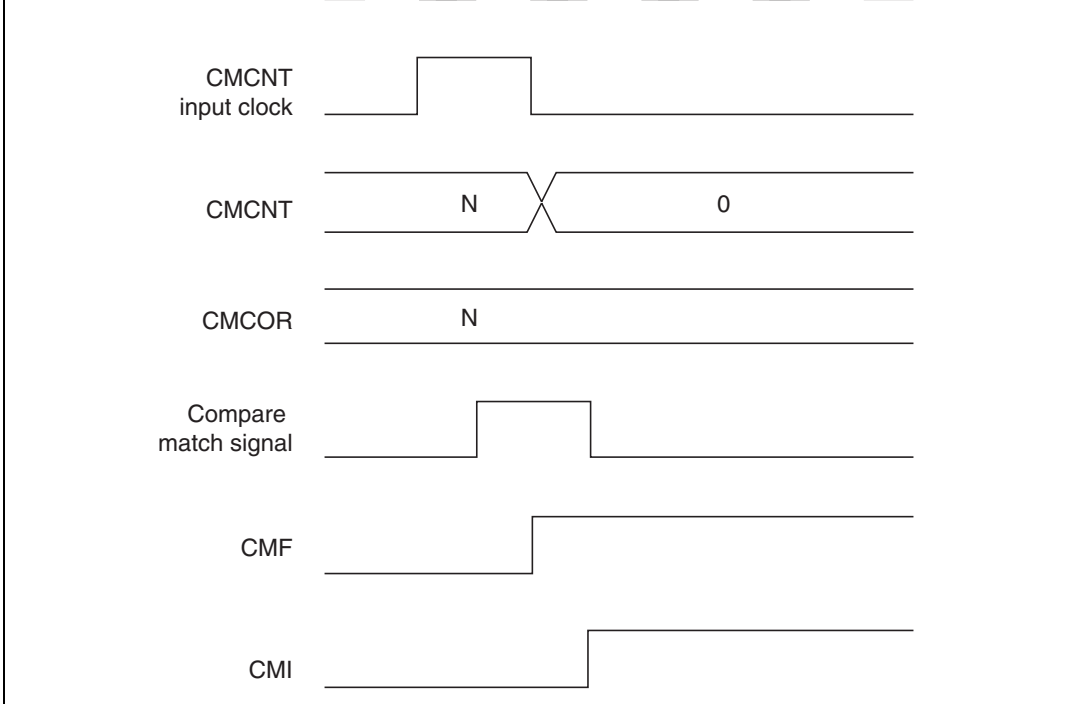 CMCNT
input clock
CMCNT
N
0
CMCOR
N
Compare
match signal
CMF
CMI